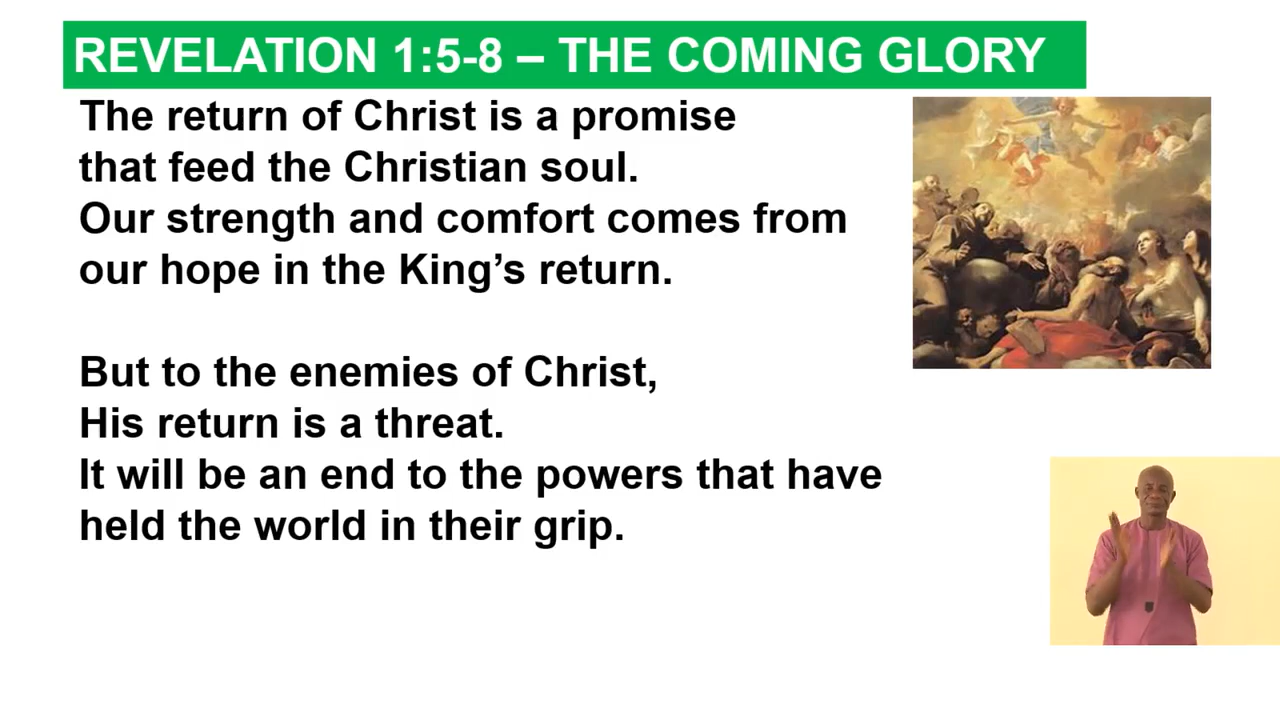 REVELATION 1:5-8 – THE COMING GLORY
The return of Christ is a promise
that feed the Christian soul.
Our strength and comfort comes from
our hope in the King’s return.
But to the enemies of Christ,
His return is a threat.
It will be an end to the powers that have
held the world in their grip.